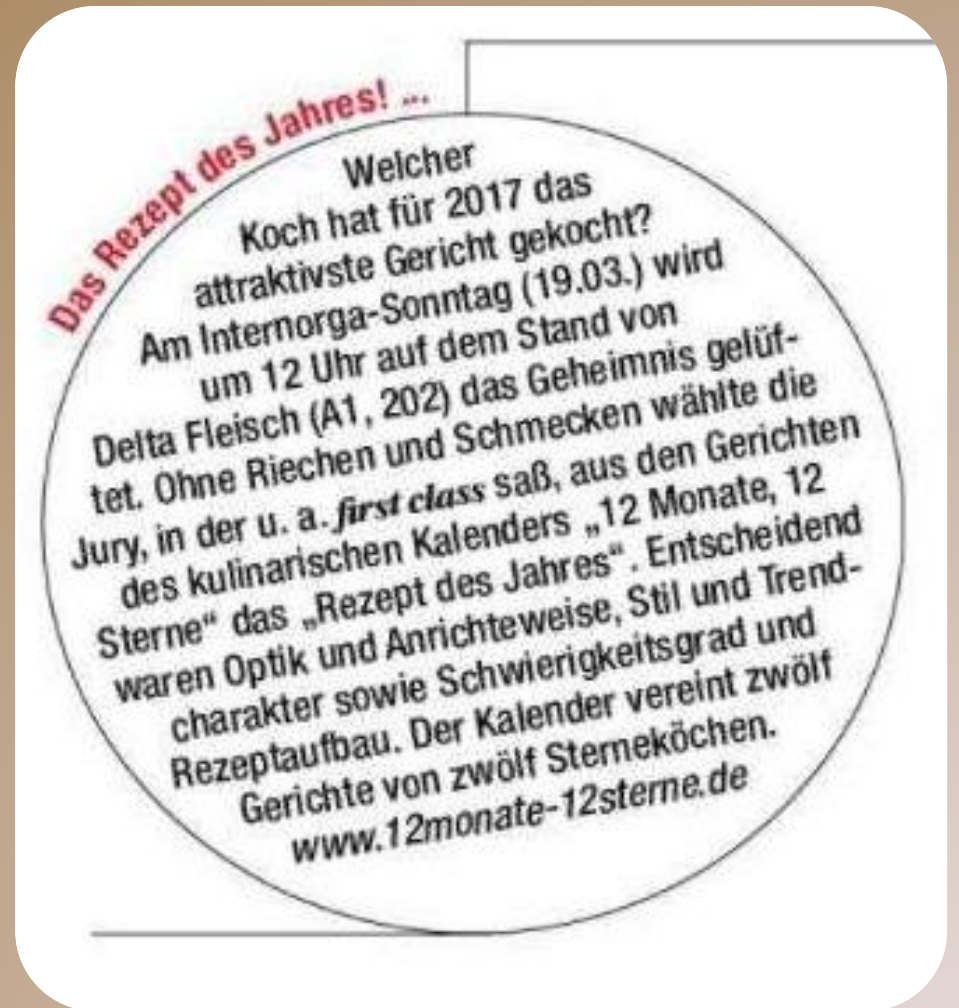 Das Rezept des Jahres! ...
Welcher
Koch hat für 2017 das
attraktivste Gericht gekocht?
Am Internorga-Sonntag (19.03.) wird
um 12 Uhr auf dem Stand von
Delta Fleisch (A1, 202) das Geheimnis gelüf-
tet. Ohne Riechen und Schmecken wählte die
Jury, in der u. a. first class saß, aus den Gerichten
des kulinarischen Kalenders „12 Monate, 12
Sterne“ das „Rezept des Jahres“. Entscheidend
waren Optik und Anrichteweise, Stil und Trend-
charakter sowie Schwierigkeitsgrad und
Rezeptaufbau. Der Kalender vereint zwölf
Gerichte von zwölf Sterneköchen.
www.12monate-12sterne.de